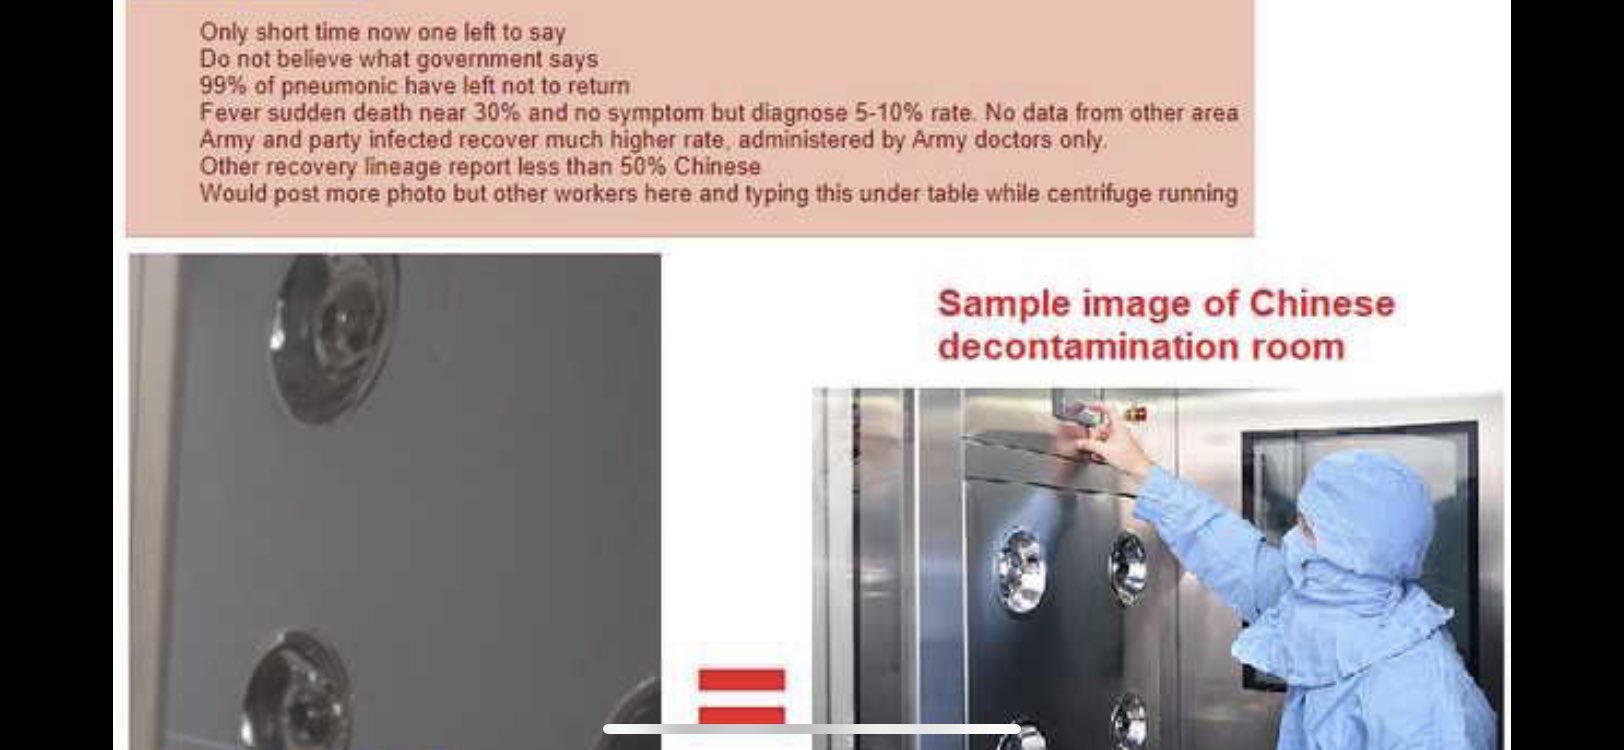 Only short time now one left to say
Do not believe what government says
99% of pneumonic have left not to return
Fever sudden death near 30% and no symptom but diagnose 5-10% rate. No data from other area
Army and party infected recover much higher rate, administered by Army doctors only.
Other recovery lineage report less than 50% Chinese
Would post more photo but other workers here and typing this under table while centrifuge running
Sample image of Chinese
decontamination room